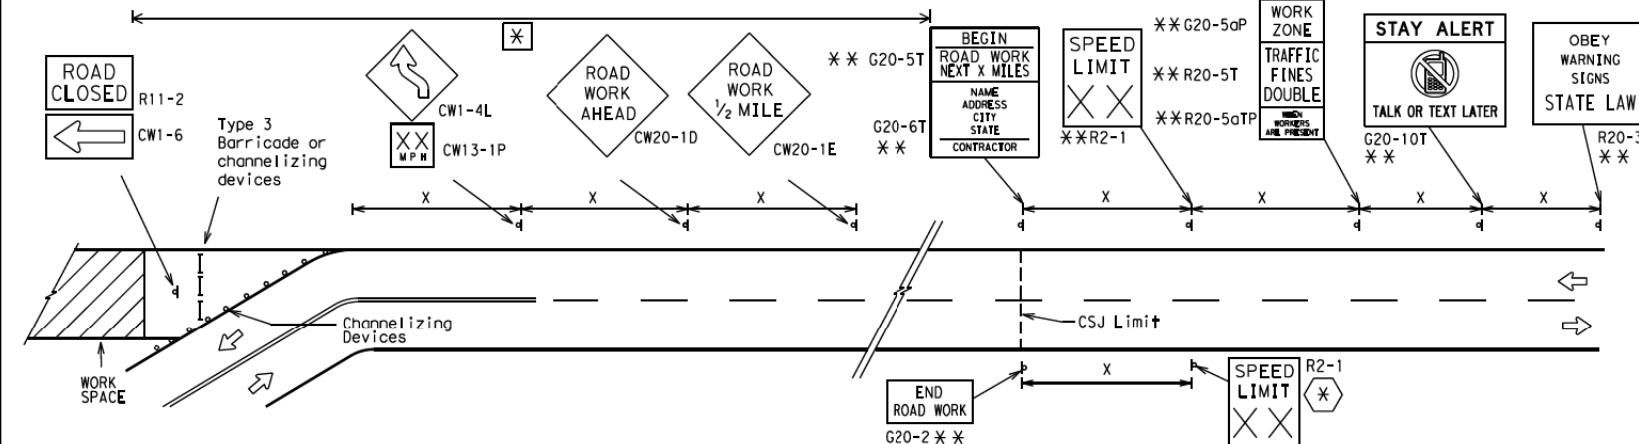 ROAD
CLOSED
R11-2
CW1-6
Type 3
Barricade or
channelizing
devices
*
CW1-4L
XX
MPH
CW13-1P
ROAD
WORK
AHEAD
CW20-1D
ROAD
WORK
1/2 MILE
CW20-1E
** G20-5T
G20-6T
**
BEGIN
ROAD WORK
NEXT X MILES
NAME
ADDRESS
CITY
STATE
CONTRACTOR
SPEED
LIMIT
XX
**R2-1
**G20-5aP
**R20-5T
**R20-5aTP
WORK
ZONE
TRAFFIC
FINES
DOUBLE
WHEN
WORKERS
ARE PRESENT
STAY ALERT
TALK OR TEXT LATER
G20-10T
**
OBEY
WARNING
SIGNS
STATE LAW
R20-3
**
X
X
X
X
X
X
X
Channelizing
Devices
CSJ Limit
WORK
SPACE
END
ROAD WORK
G20-2 **
X
SPEED
LIMIT
XX
R2-1
*